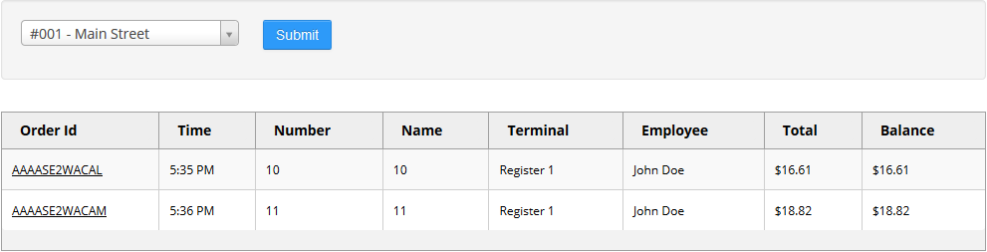 #001 - Main Street Submit
Order Id Time Number Name Terminal Employee Total Balance
AAAASE2WACAL 5:35 PM 10 10 Register 1 John Doe $16.61 $16.61
AAAASE2WACAM 5:36 PM 11 11 Register 1 John Doe $18.82 $18.82